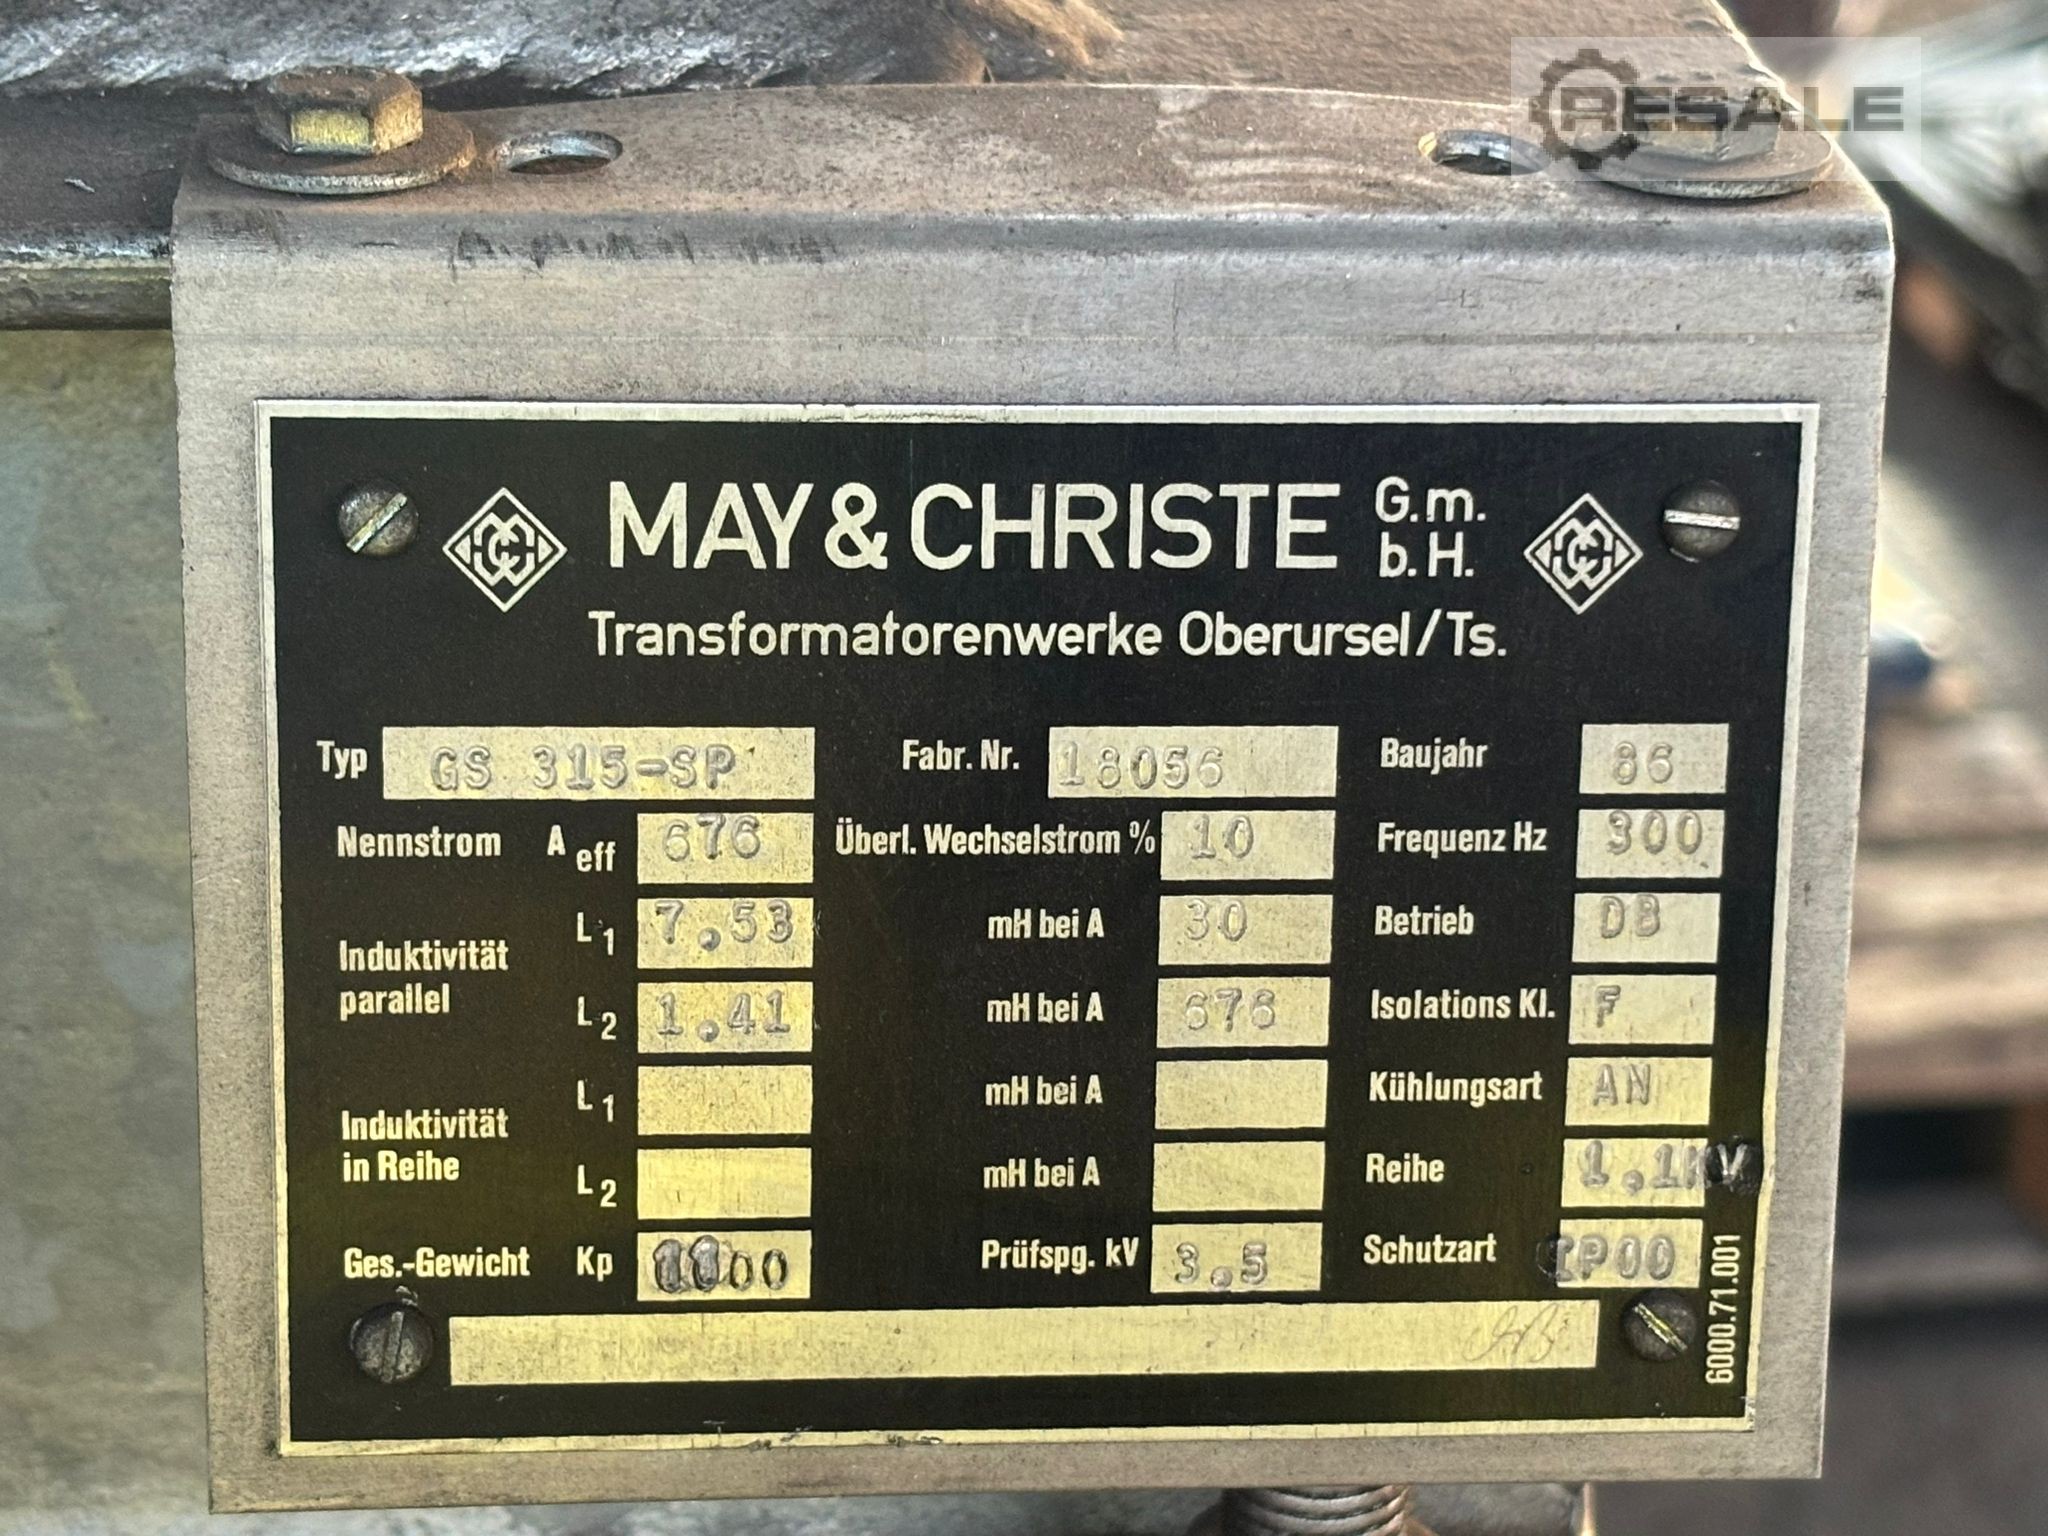 RESALE
MAY & CHRISTE G.m.b.H.
Transformatorenwerke Oberursel/Ts.
Typ GS 315-SP Fabr. Nr. 18056 Baujahr 86
Nennstrom A eff 676 Überl. Wechselstrom % 10 Frequenz Hz 300
Induktivität parallel L1 7.53 mH bei A 30 Betrieb DB
L2 1.41 mH bei A 676 Isolations Kl. F
Induktivität in Reihe L1 mH bei A Kühlungsart AN
L2 mH bei A Reihe 1.1KV
Ges.-Gewicht Kp 1100 Prüfspg. kV 3.5 Schutzart IP00
6000.71.001